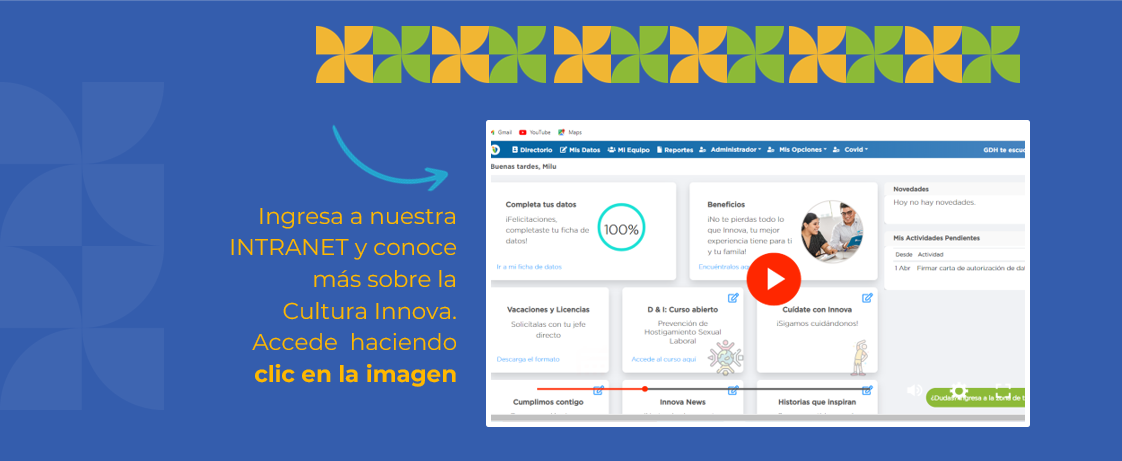 Ingresa a nuestra
INTRANET y conoce
más sobre la
Cultura Innova.
Accede haciendo
clic en la imagen
Gmail YouTube Maps
Directorio Mis Datos Mi Equipo Reportes Administrador Mis Opciones Covid GDH te escuc
Buenas tardes, Milu
Completa tus datos
¡Felicitaciones,
completaste tu ficha de
datos!
100%
Ir a mi ficha de datos
Beneficios
¡No te pierdas todo lo
que Innova, tu mejor
experiencia tiene para ti
y tu familia!
Encuéntralos
Novedades
Hoy no hay novedades.
Mis Actividades Pendientes
Desde Actividad
1 Abr Firmar carta de autorización de dat
Vacaciones y Licencias
Solicítalas con tu jefe
directo
Descarga el formato
D & I: Curso abierto
Prevención de
Hostigamiento Sexual
Laboral
Accede al curso aquí
Cuídate con Innova
¡Sigamos cuidándonos!
Cumplimos contigo
Innova News
Historias que inspiran
¿Dudas? Ingresa a la zona de t